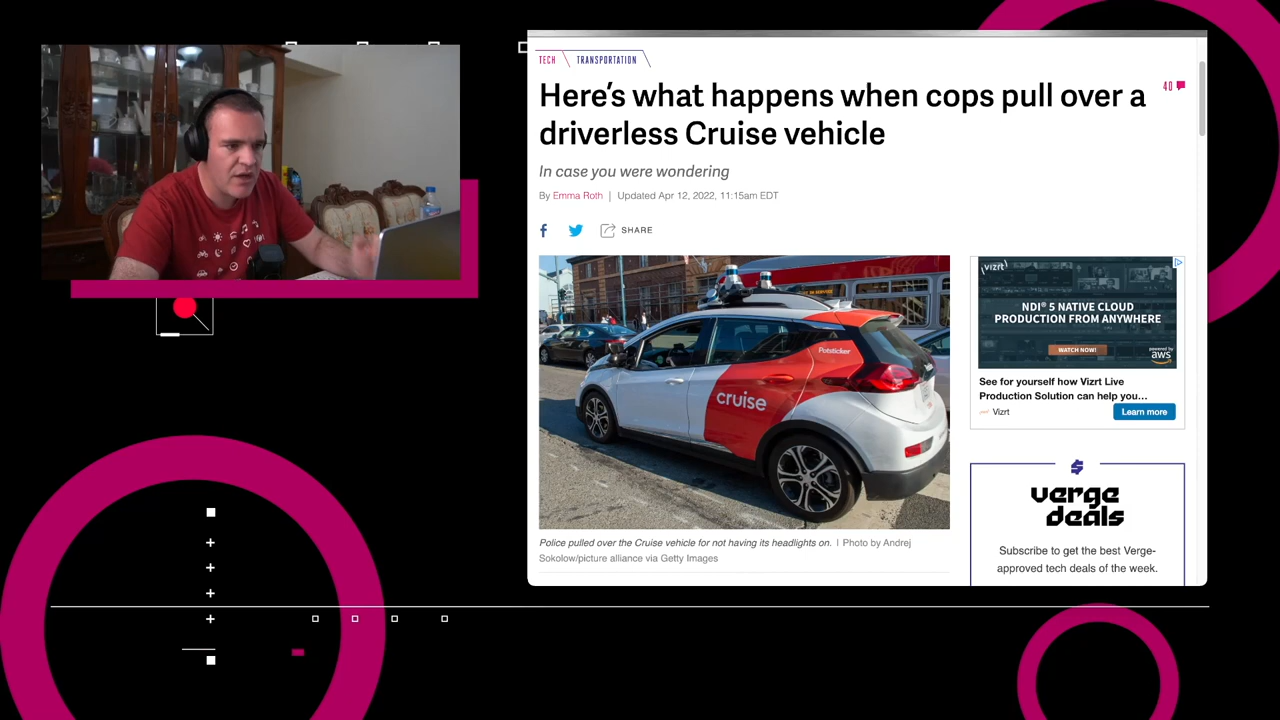 TECH TRANSPORTATION
Here's what happens when cops pull over a
driverless Cruise vehicle
40
In case you were wondering
By Emma Roth | Updated Apr 12, 2022, 11:15am EDT
SHARE
Potsticker
cruise
Police pulled over the Cruise vehicle for not having its headlights on. | Photo by Andrej
Sokolow/picture alliance via Getty Images
(vizrt)
NDI® 5 NATIVE CLOUD
PRODUCTION FROM ANYWHERE
WATCH NOW!
powered by
aws
See for yourself how Vizrt Live
Production Solution can help you...
Vizrt
Learn more
verge
deals
Subscribe to get the best Verge-
approved tech deals of the week.